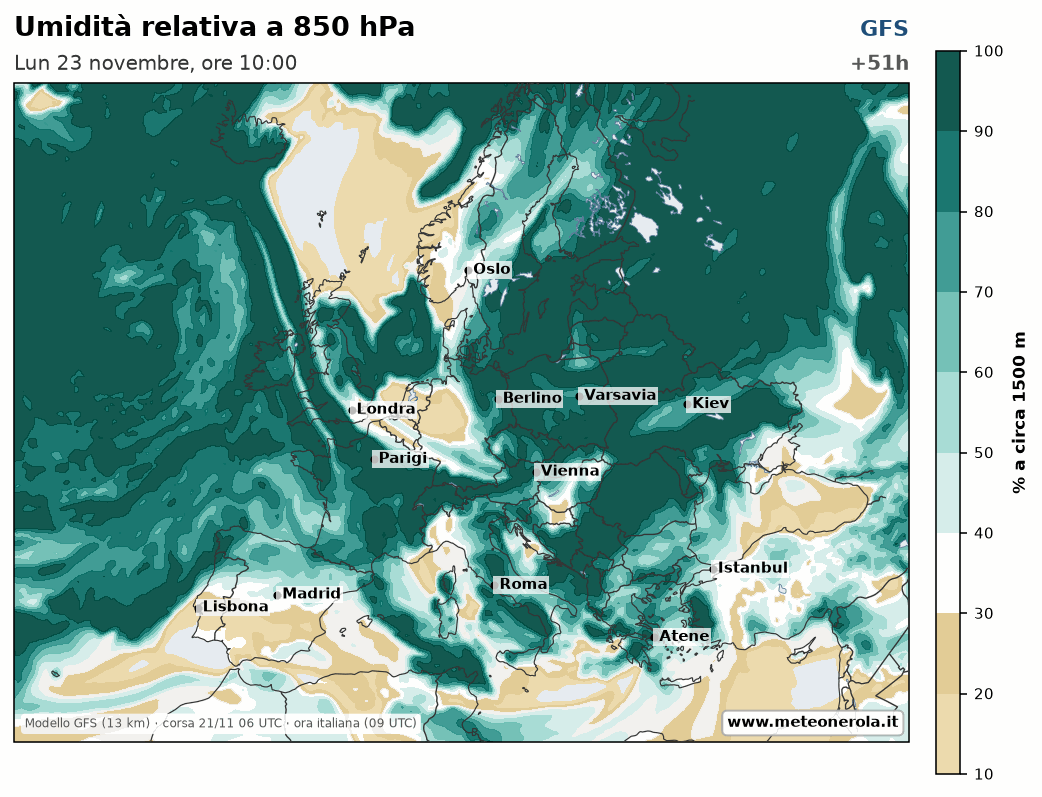 Umidità relativa a 850 hPa
GFS
Lun 23 novembre, ore 10:00
+51h
100
90
80
70
60
50
40
30
20
10
% a circa 1500 m
Oslo
Berlino
Varsavia
Kiev
Londra
Parigi
Vienna
Istanbul
Roma
Madrid
Lisbona
Atene
Modello GFS (13 km) · corsa 21/11 06 UTC · ora italiana (09 UTC)
www.meteonerola.it